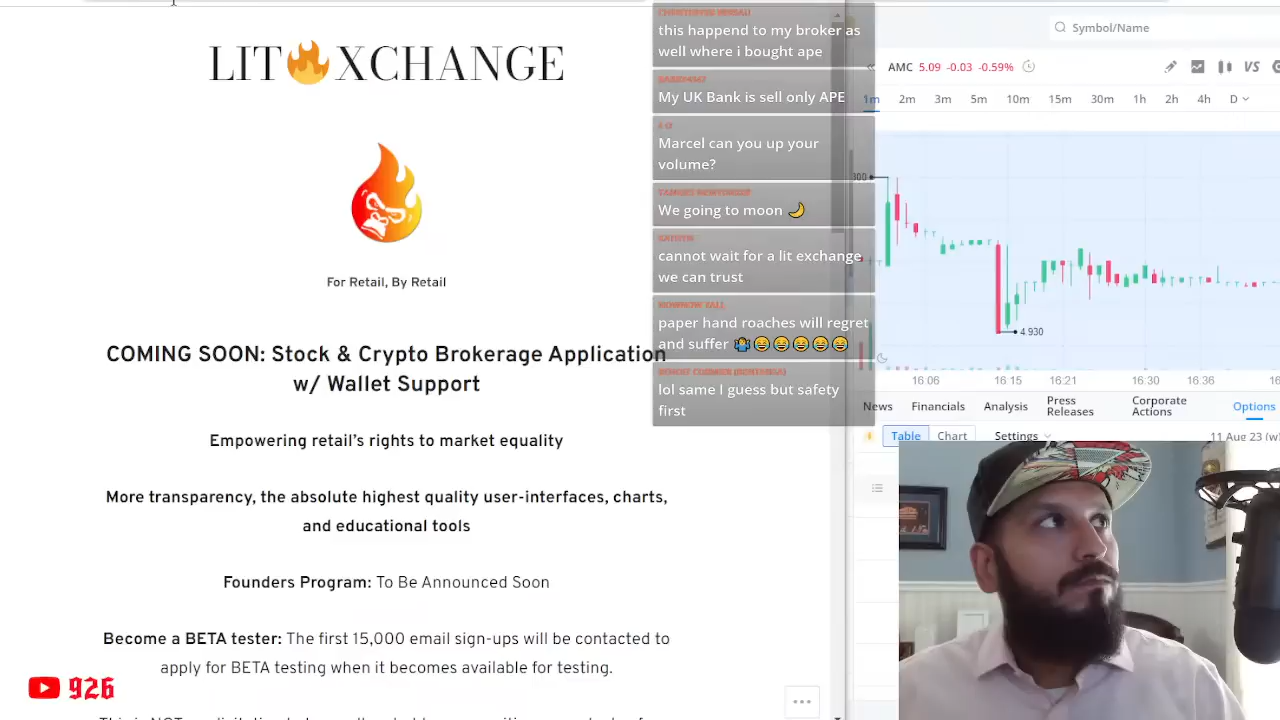 LIT XCHANGE
For Retail, By Retail
COMING SOON: Stock & Crypto Brokerage Application
w/ Wallet Support
Empowering retail's rights to market equality
More transparency, the absolute highest quality user-interfaces, charts,
and educational tools
Founders Program: To Be Announced Soon
Become a BETA tester: The first 15,000 email sign-ups will be contacted to
apply for BETA testing when it becomes available for testing.
926
this happend to my broker as
well where i bought ape
My UK Bank is sell only APE
Marcel can you up your
volume?
We going to moon 🌙
cannot wait for a lit exchange
we can trust
paper hand roaches will regret
and suffer 🤷😄😄😄😄😄
lol same I guess but safety
first
Symbol/Name
AMC 5.09 -0.03 -0.59%
VS
1m 2m 3m 5m 10m 15m 30m 1h 2h 4h D
4.930
16:06 16:15 16:21 16:30 16:36
News Financials Analysis Press Releases Corporate Actions Options
Table Chart Settings
11 Aug 23